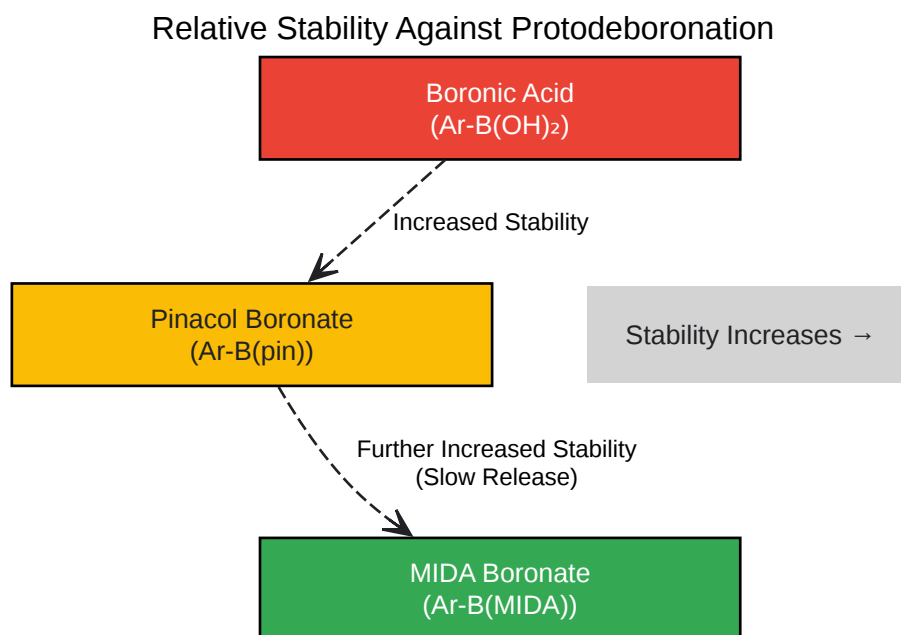 Relative Stability Against Protodeboronation
Boronic Acid
(Ar-B(OH)₂)
Increased Stability
Pinacol Boronate
(Ar-B(pin))
Stability Increases →
Further Increased Stability
(Slow Release)
MIDA Boronate
(Ar-B(MIDA))